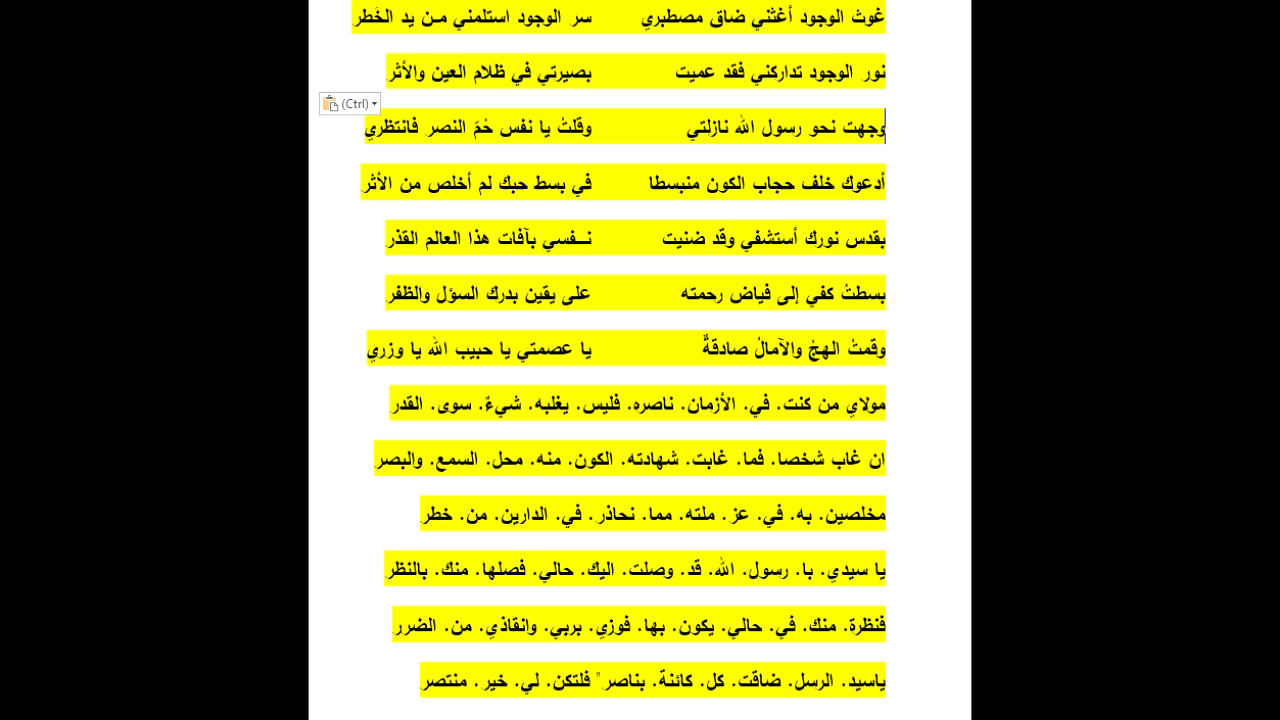 غوث الوجود أغثني ضاق مصطبري سر الوجود استلمني مـن يد الخَطر
نور الوجود تداركني فقد عميت بصيرتي في ظلام العين والأثر
(Ctrl)
وجهت نحو رسول الله نازلتي وقلتُ يا نفس حُمّ النصر فانتظري
أدعوك خلف حجاب الكون منبسطا في بسط حبك لم أخلص من الأثر
بقدس نورك أستشفي وقد ضنيت نــفسي بآفات هذا العالم القذر
بسطتُ كفي إلى فياض رحمته على يقين بدرك السؤل والظفر
وقمتُ الهجُ والآمالُ صادقةٌ يا عصمتي يا حبيب الله يا وزري
مولاي من كنت. في. الأزمان. ناصره. فليس. يغلبه. شيءٌ. سوى. القدر
ان غاب شخصا. فما. غابت. شهادته. الكون. منه. محل. السمع. والبصر
مخلصين. به. في. عز. ملته. مما. نحاذر. في. الدارين. من. خطر
يا سيدي. با. رسول. الله. قد. وصلت. اليك. حالي. فصلها. منك. بالنظر
فنظرة. منك. في. حالي. يكون. بها. فوزي. بربي. وانقاذي. من. الضرر
ياسيد. الرسل. ضاقت. كل. كائنة. بناصر" فلتكن. لي. خير. منتصر